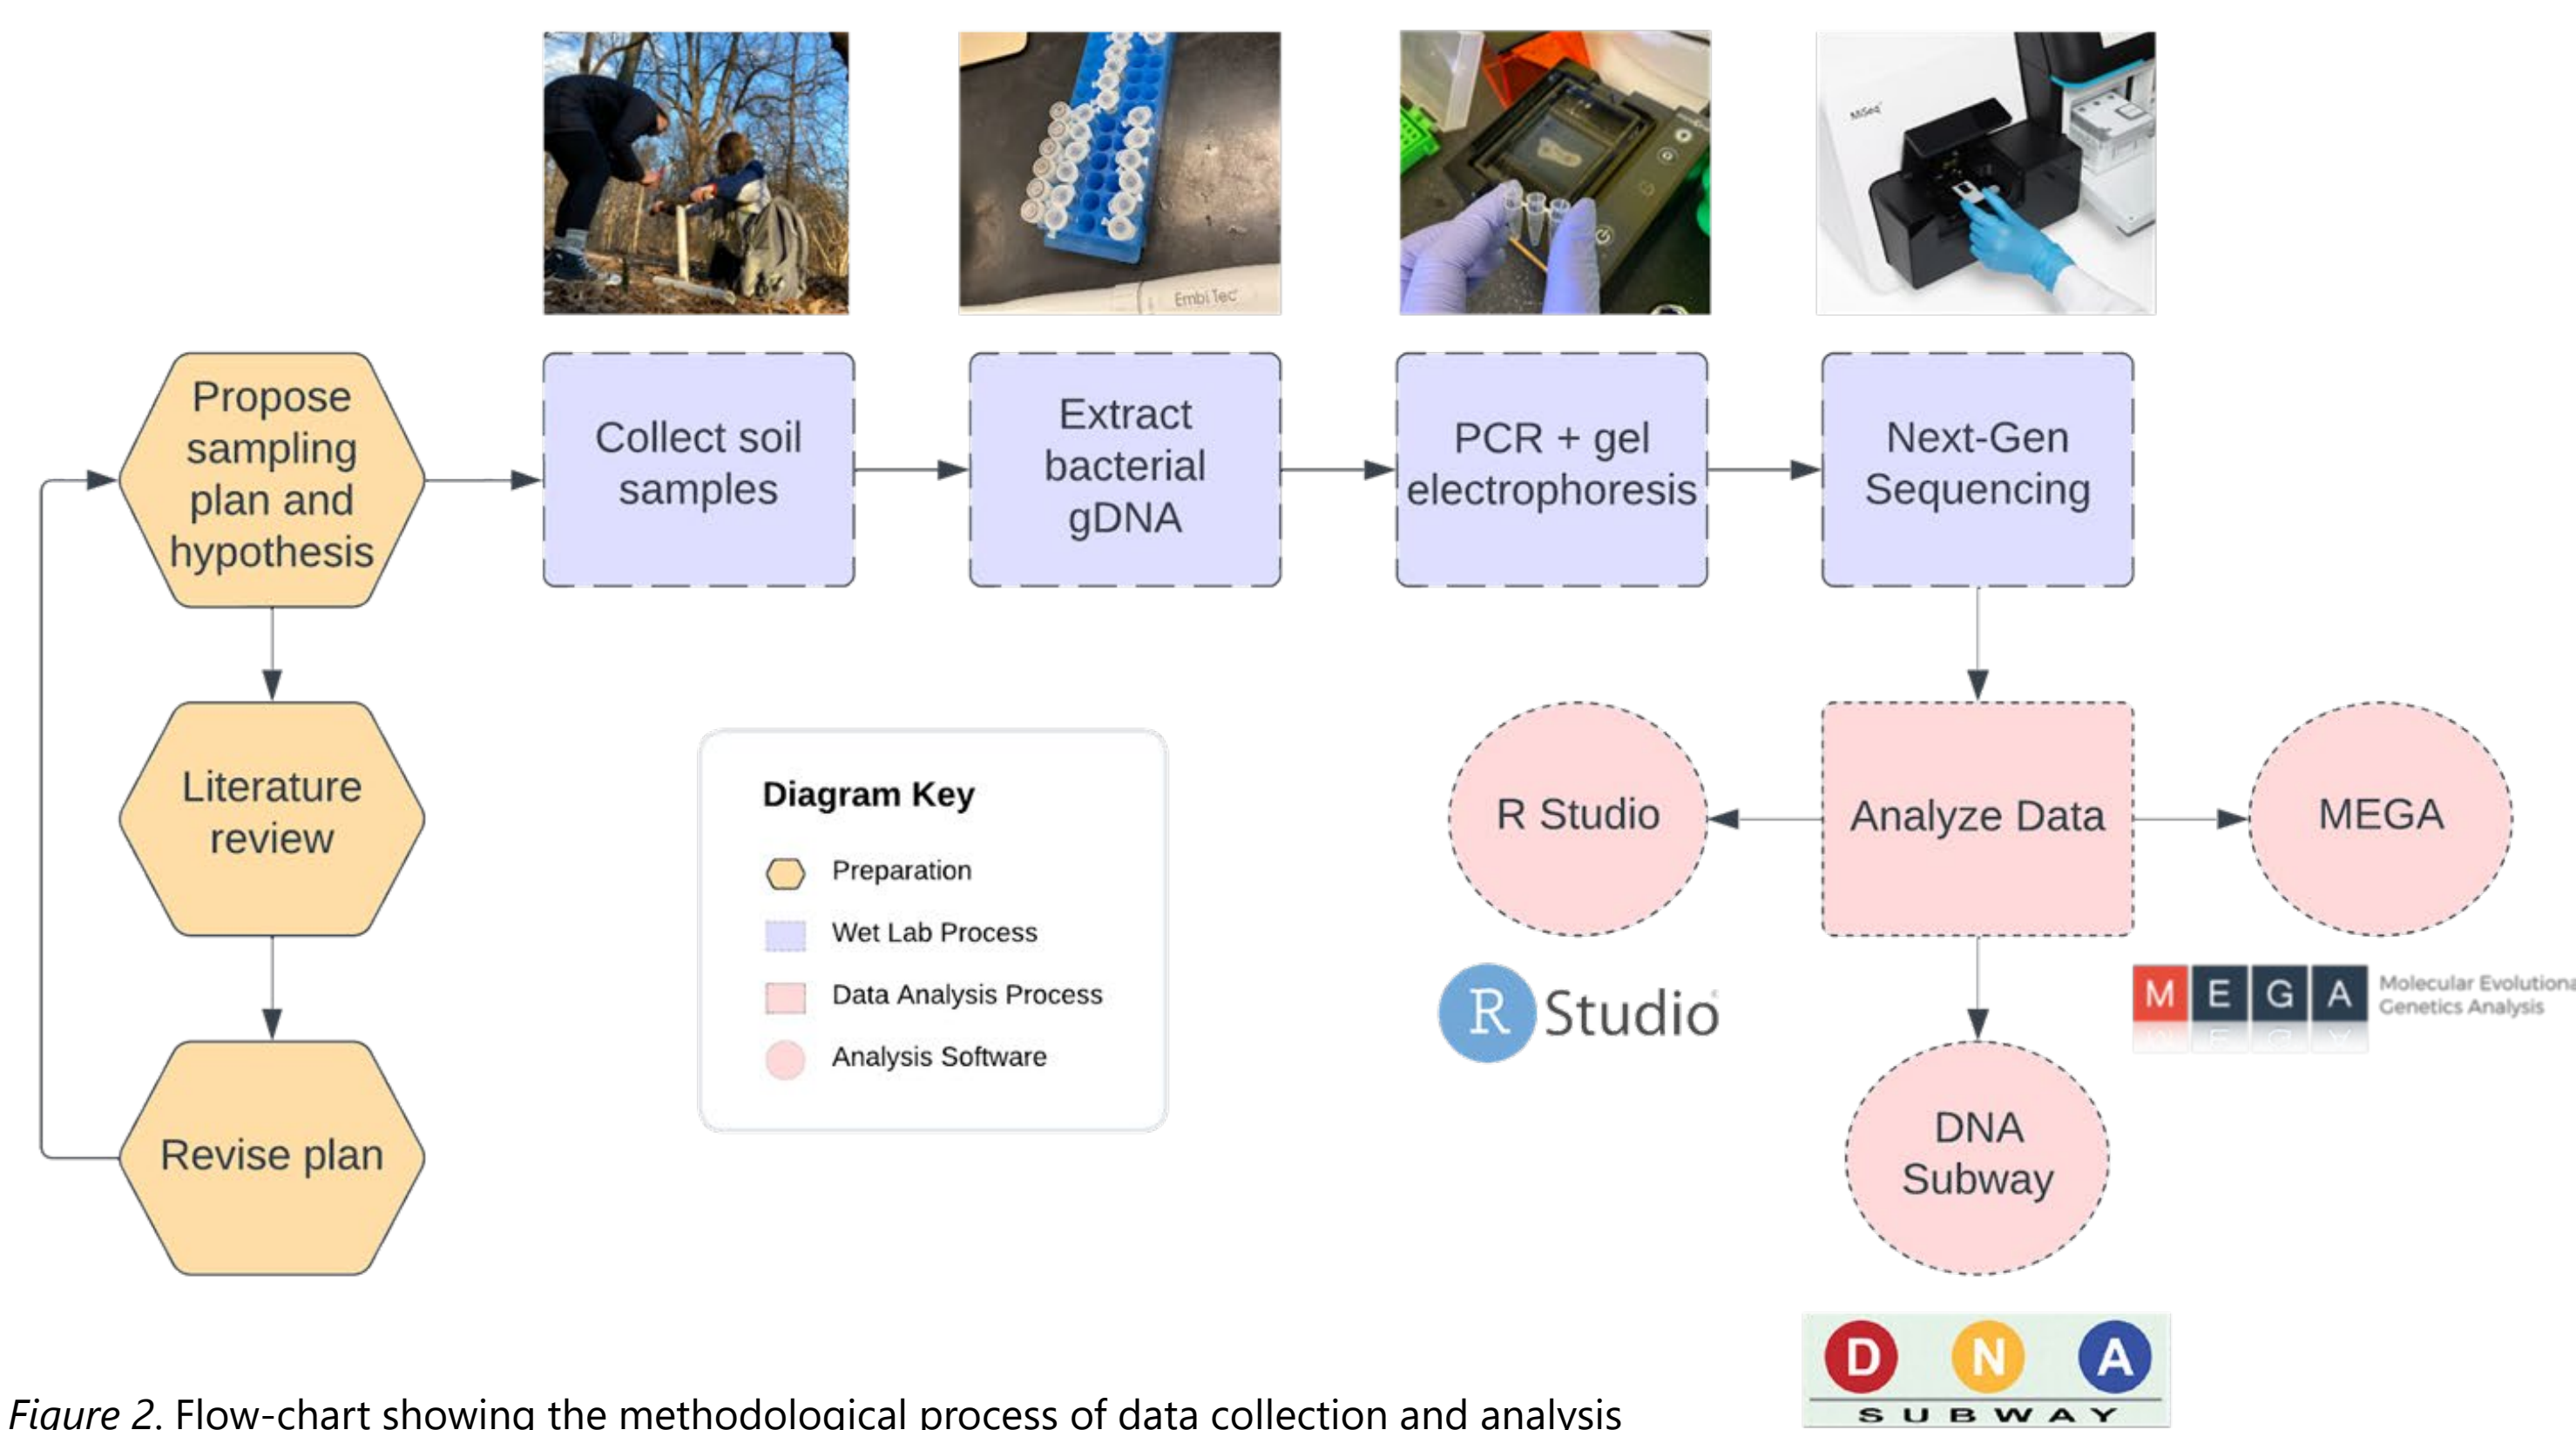 MiSeq
Embi Tec
Propose
sampling
plan and
hypothesis
Collect soil
samples
Extract
bacterial
gDNA
PCR + gel
electrophoresis
Next-Gen
Sequencing
Literature
review
Revise plan
Diagram Key
Preparation
Wet Lab Process
Data Analysis Process
Analysis Software
R Studio
Analyze Data
MEGA
R Studio
MEGA
Molecular Evolutiona
Genetics Analysis
DNA
Subway
DNA
SUBWAY
Figure 2. Flow-chart showing the methodological process of data collection and analysis